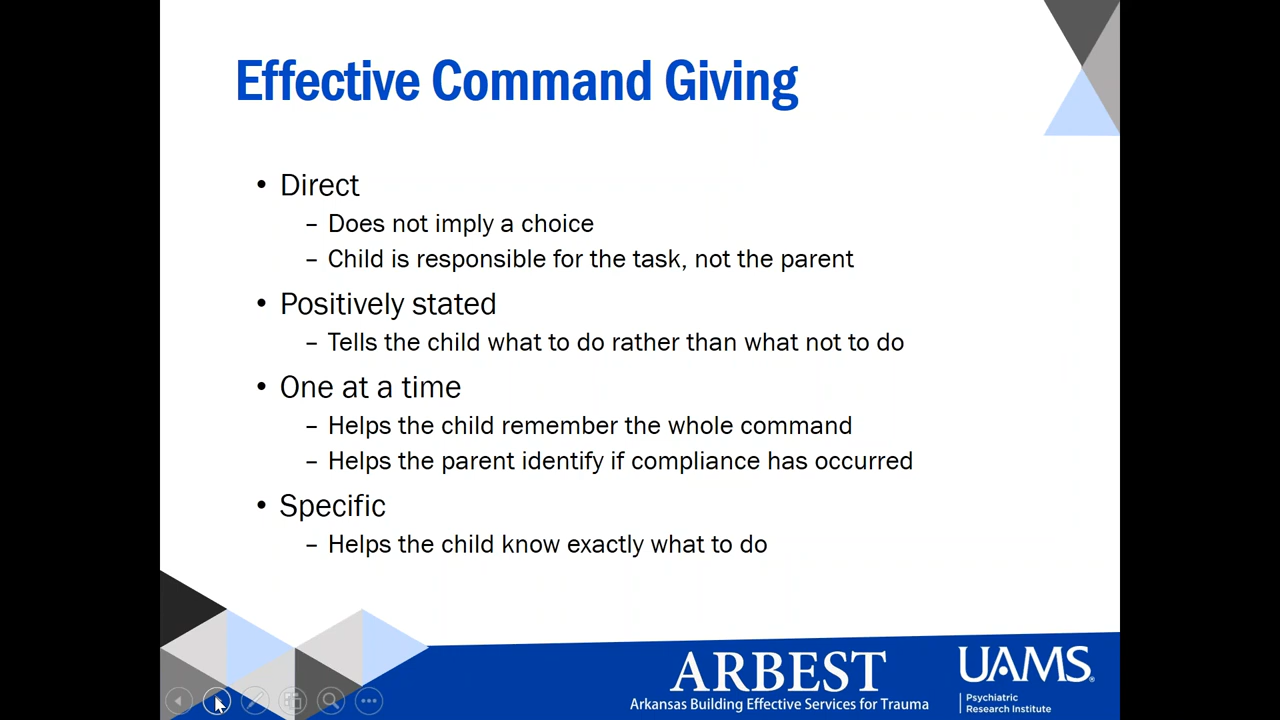 Effective Command Giving
• Direct
– Does not imply a choice
– Child is responsible for the task, not the parent
• Positively stated
– Tells the child what to do rather than what not to do
• One at a time
– Helps the child remember the whole command
– Helps the parent identify if compliance has occurred
• Specific
– Helps the child know exactly what to do
ARBEST
Arkansas Building Effective Services for Trauma
UAMS®
Psychiatric
Research Institute